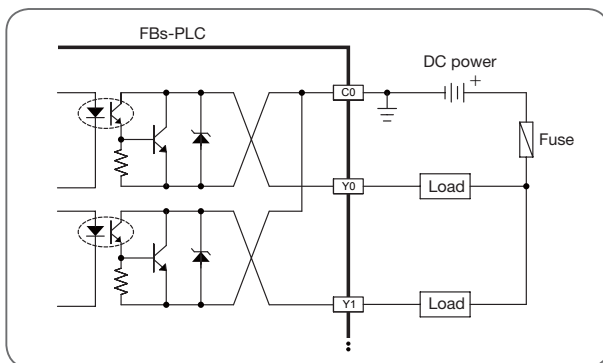 FBs-PLC
DC power
C0
+
Fuse
Y0
Load
Y1
Load